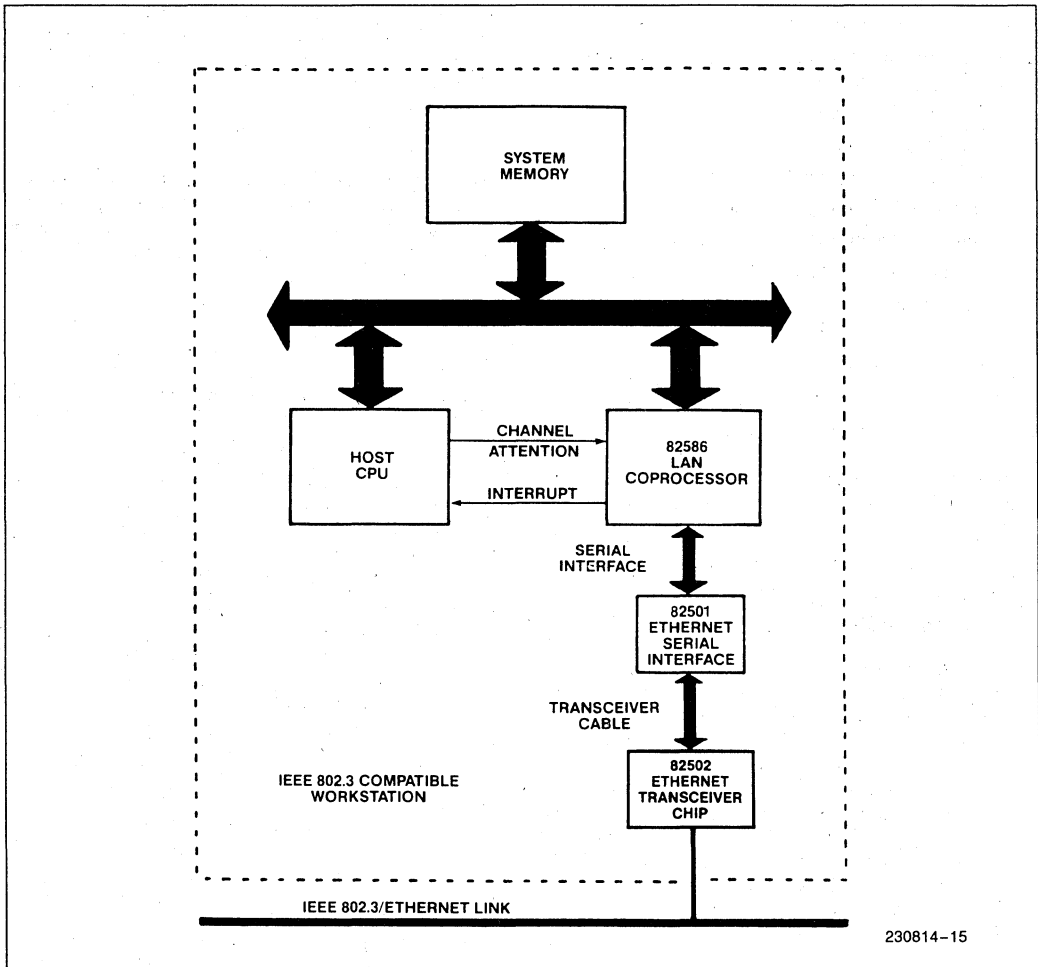 SYSTEM
MEMORY
HOST
CPU
CHANNEL
ATTENTION
INTERRUPT
82586
LAN
COPROCESSOR
SERIAL
INTERFACE
82501
ETHERNET
SERIAL
INTERFACE
TRANSCEIVER
CABLE
82502
ETHERNET
TRANSCEIVER
CHIP
IEEE 802.3 COMPATIBLE
WORKSTATION
IEEE 802.3/ETHERNET LINK
230814–15